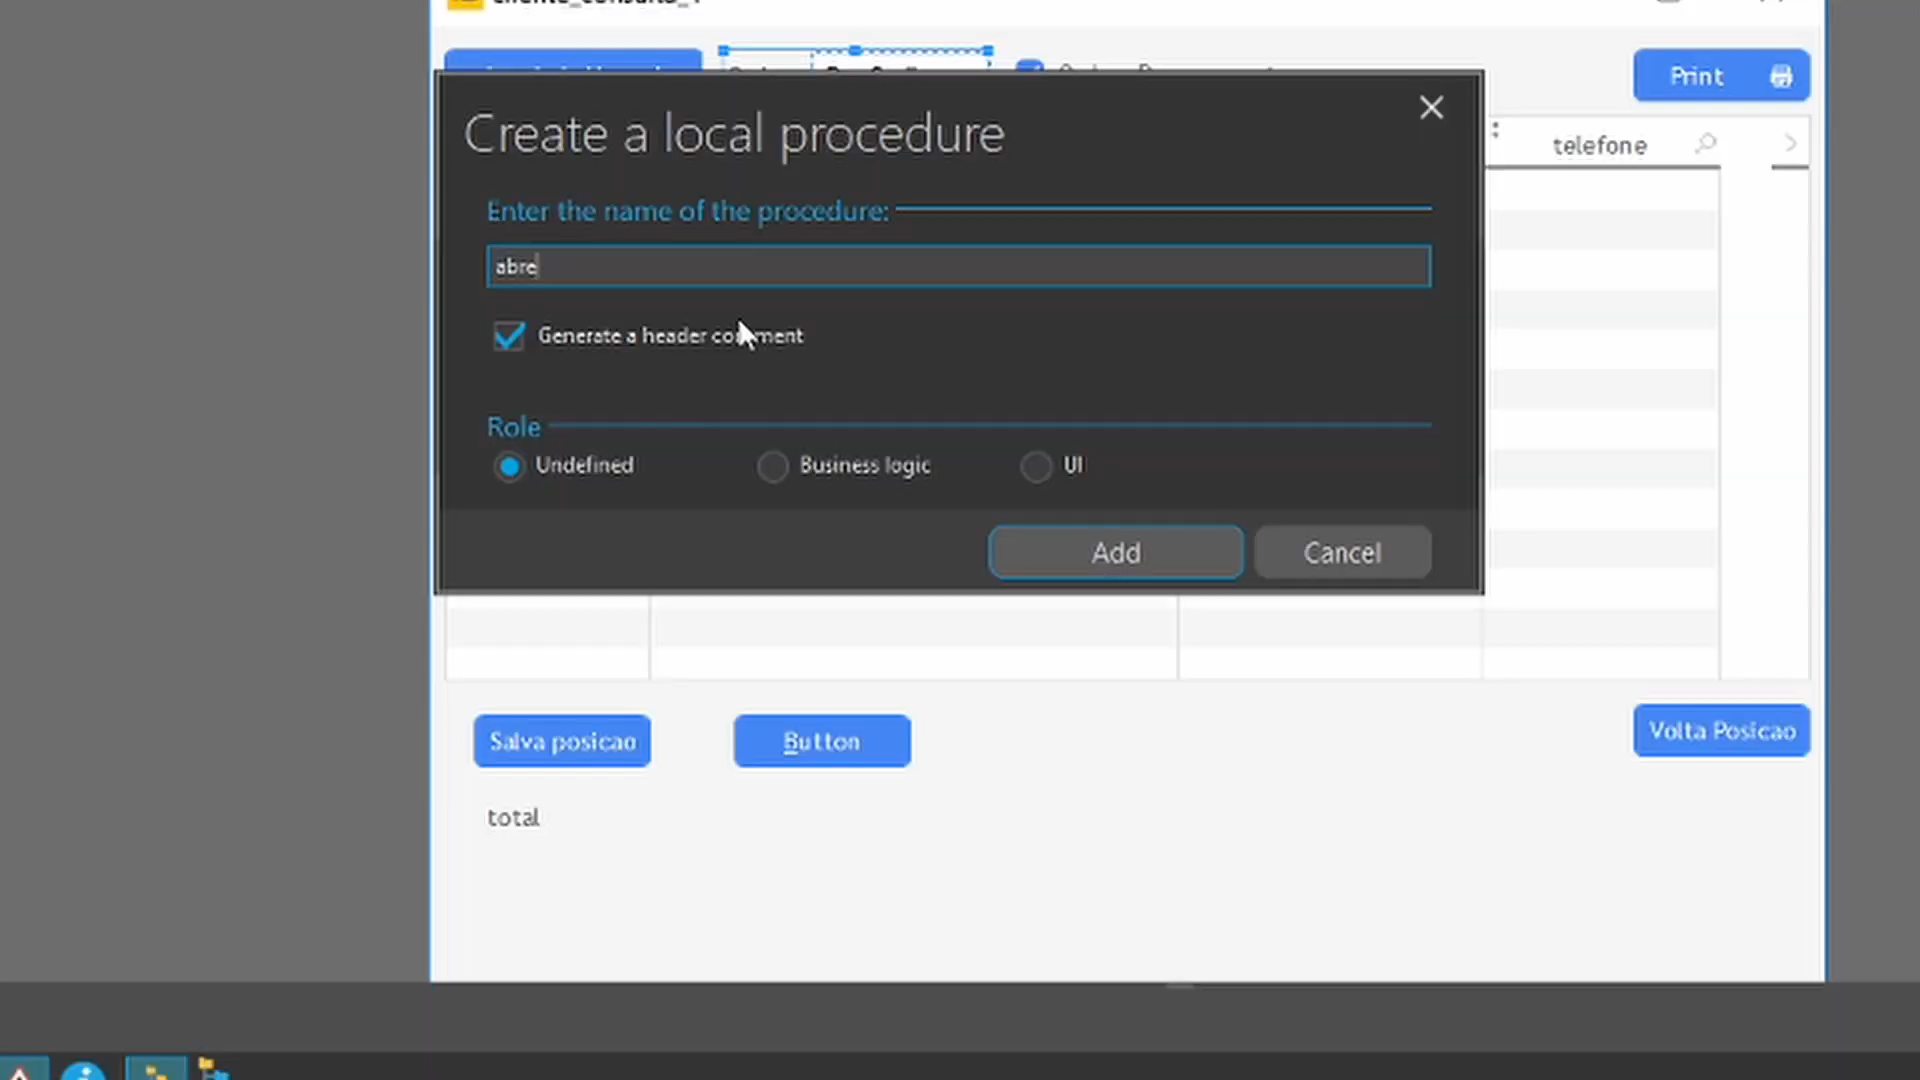 Print
Create a local procedure
telefone
Enter the name of the procedure:
abre
Generate a header comment
Role
Undefined
Business logic
UI
Add
Cancel
Salva posicao
Button
Volta Posicao
total